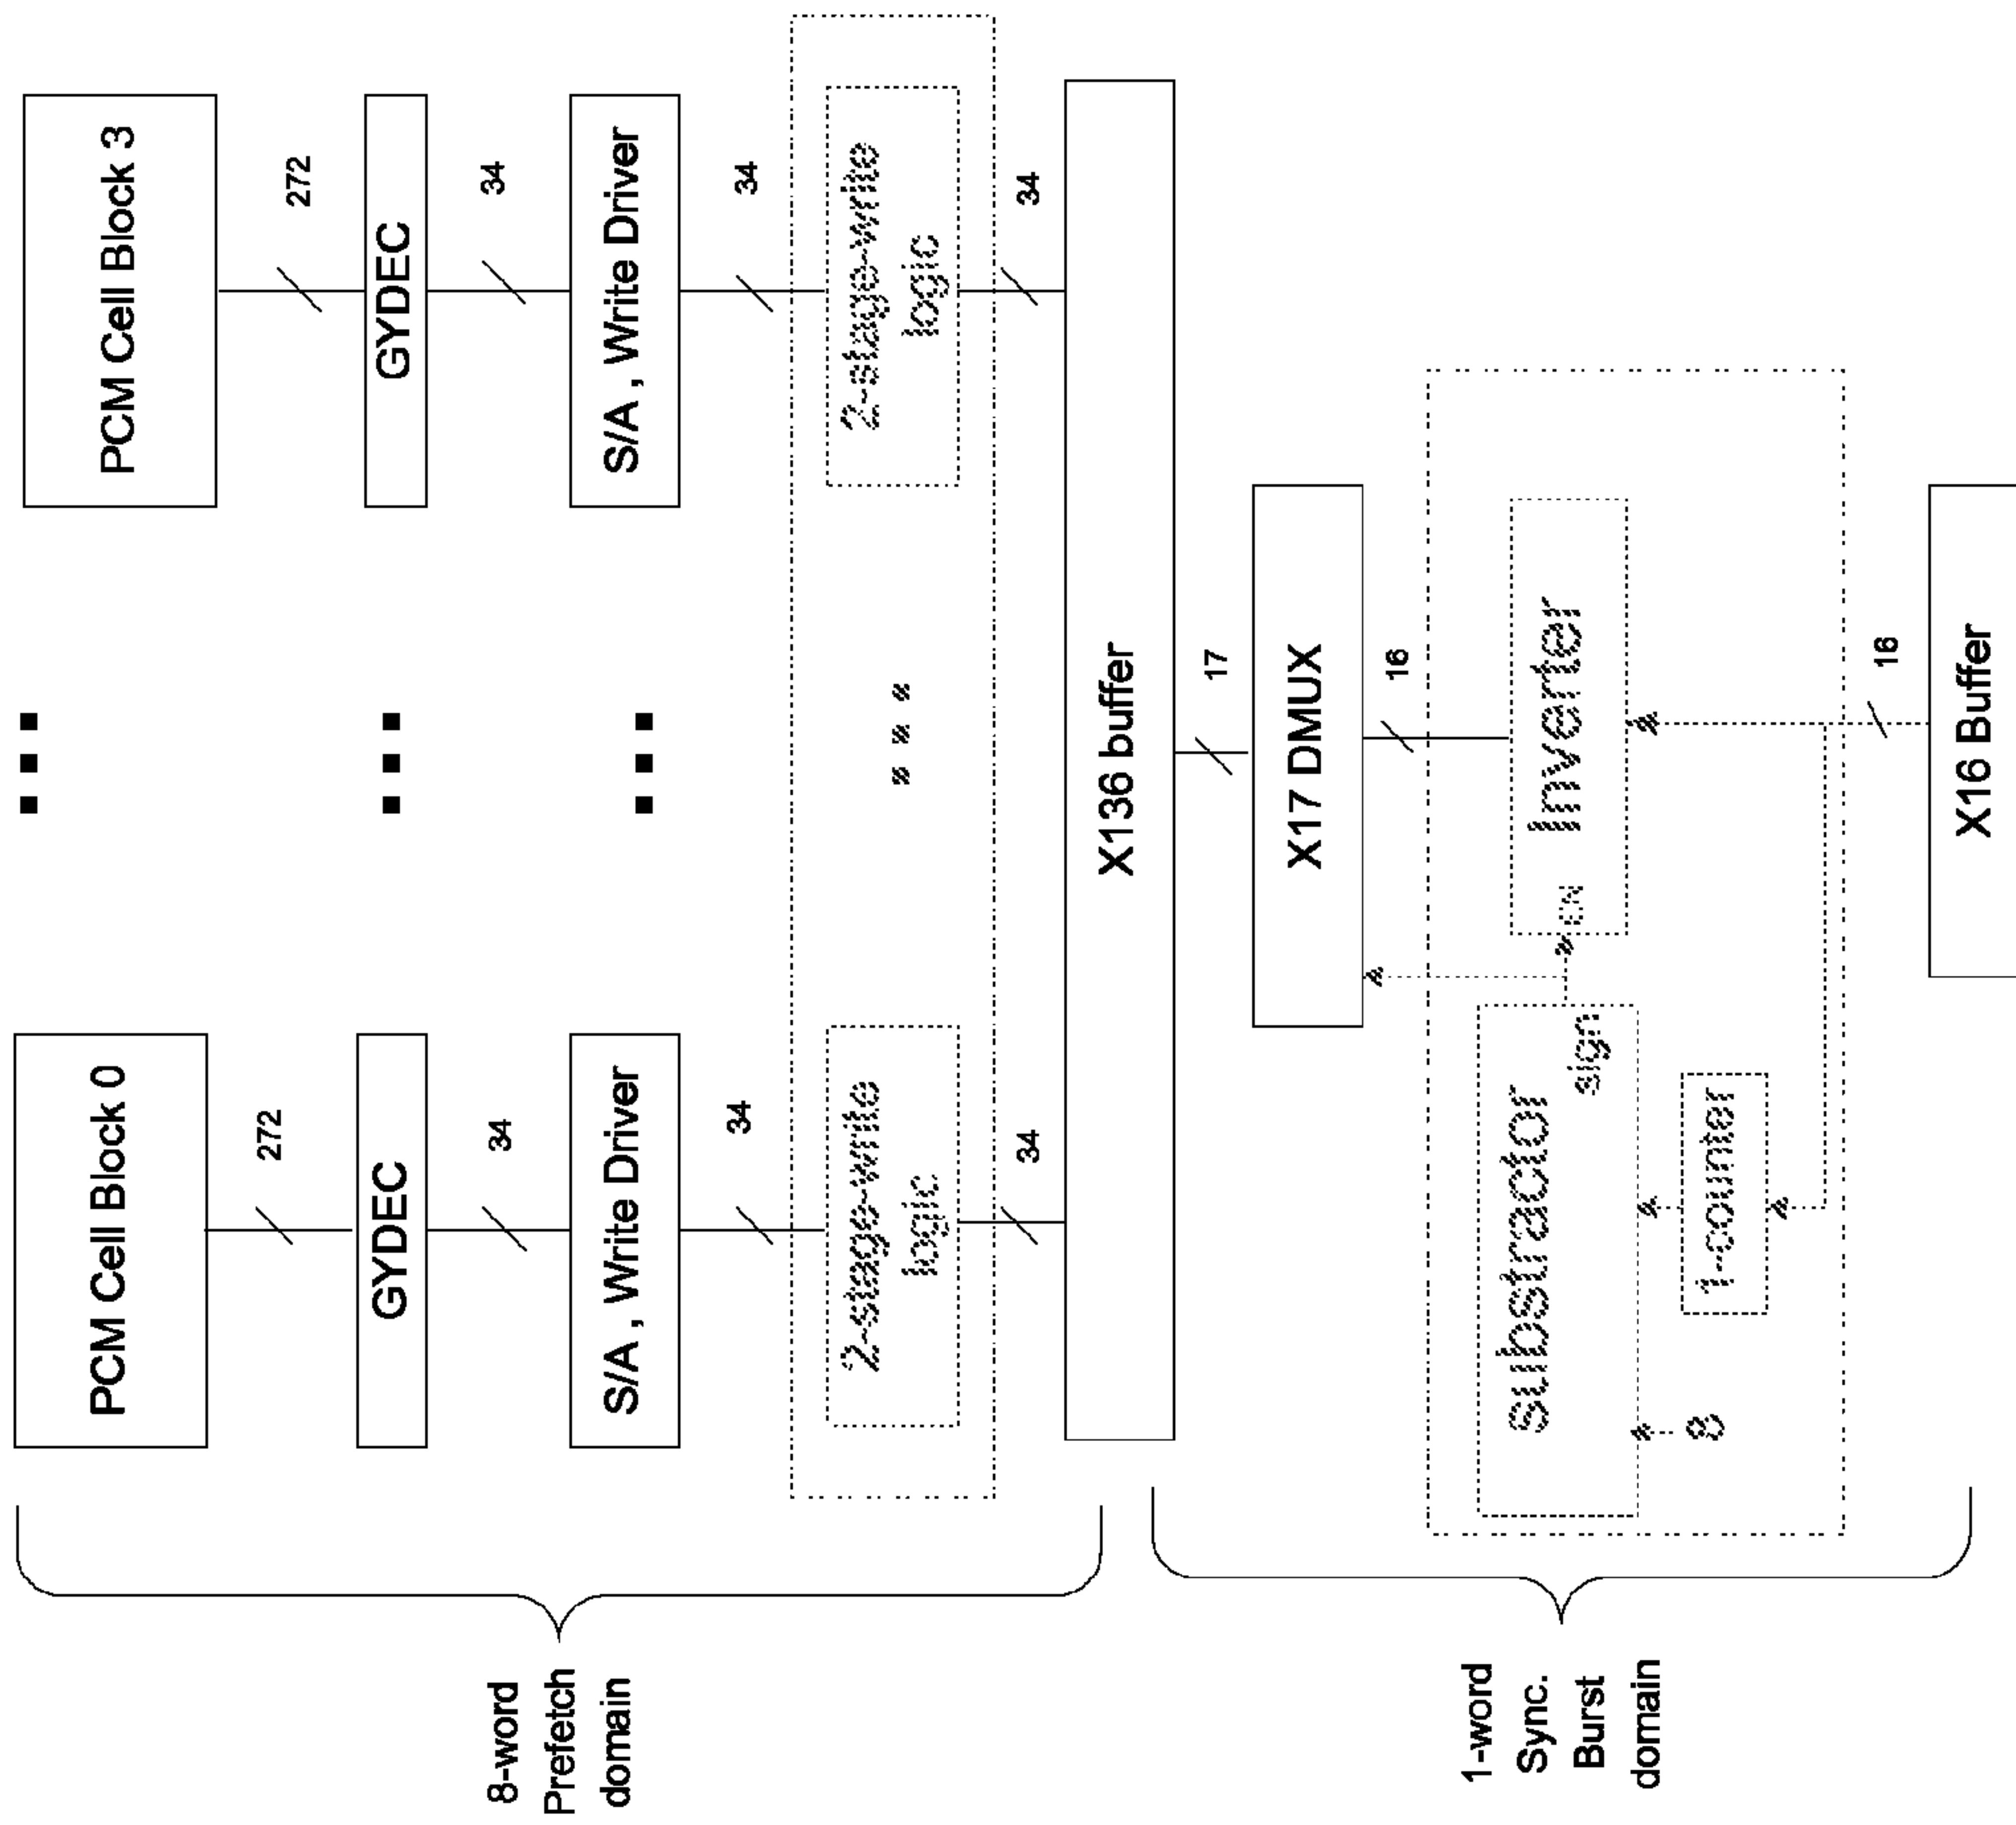 8-word
Prefetch
domain
PCM Cell Block 0
272
GYDEC
34
S/A , Write Driver
34
2-stage-write
logic
34
PCM Cell Block 3
272
GYDEC
34
S/A , Write Driver
34
2-stage-write
logic
34
X136 buffer
1-word
Sync.
Burst
domain
17
X17 DMUX
16
substractor
sign
EN
Inverter
8
1-counter
16
X16 Buffer